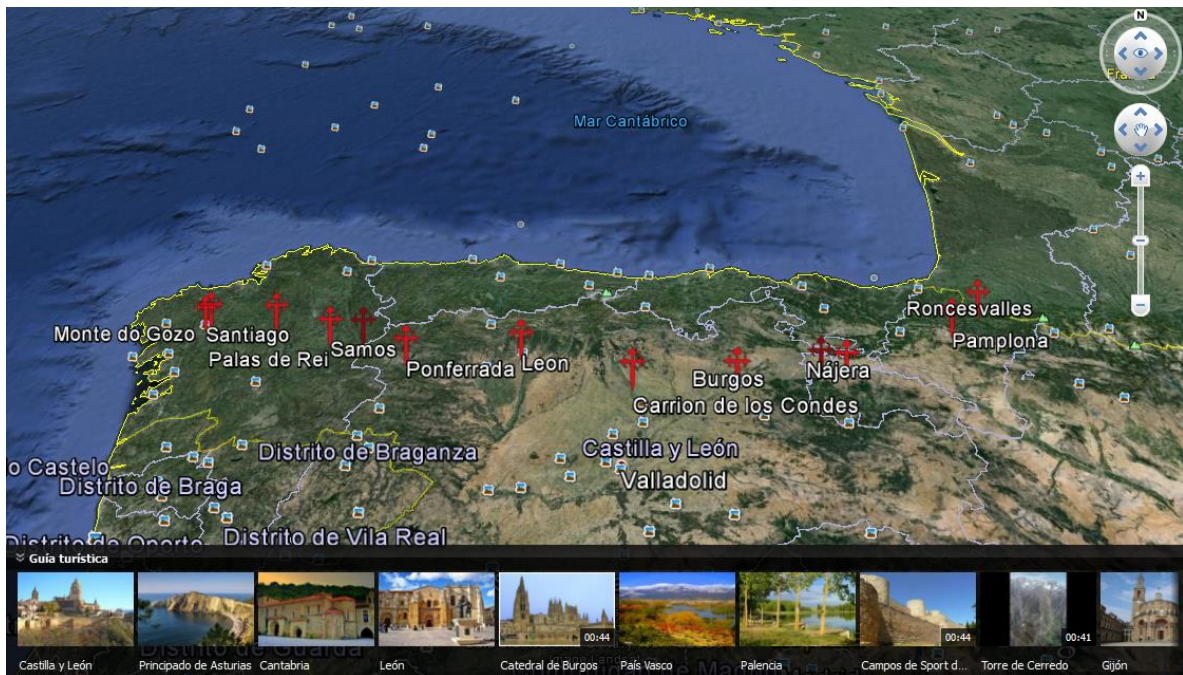 N
Francia
Mar Cantábrico
Roncesvalles
Monte do Gozo
Santiago
Pamplona
Samos
Palas de Rei
Ponferrada
Leon
Nájera
Burgos
Carrion de los Condes
Castilla y León
Distrito de Braganza
o Castelo
Valladolid
Distrito de Braga
Distrito de Oporto
Distrito de Vila Real
Guía turística
00:44
00:44
00:41
Castilla y León
Principado de Asturias
Cantabria
León
Catedral de Burgos
País Vasco
Palencia
Campos de Sport d...
Torre de Cerredo
Gijón
Distrito de Guarda